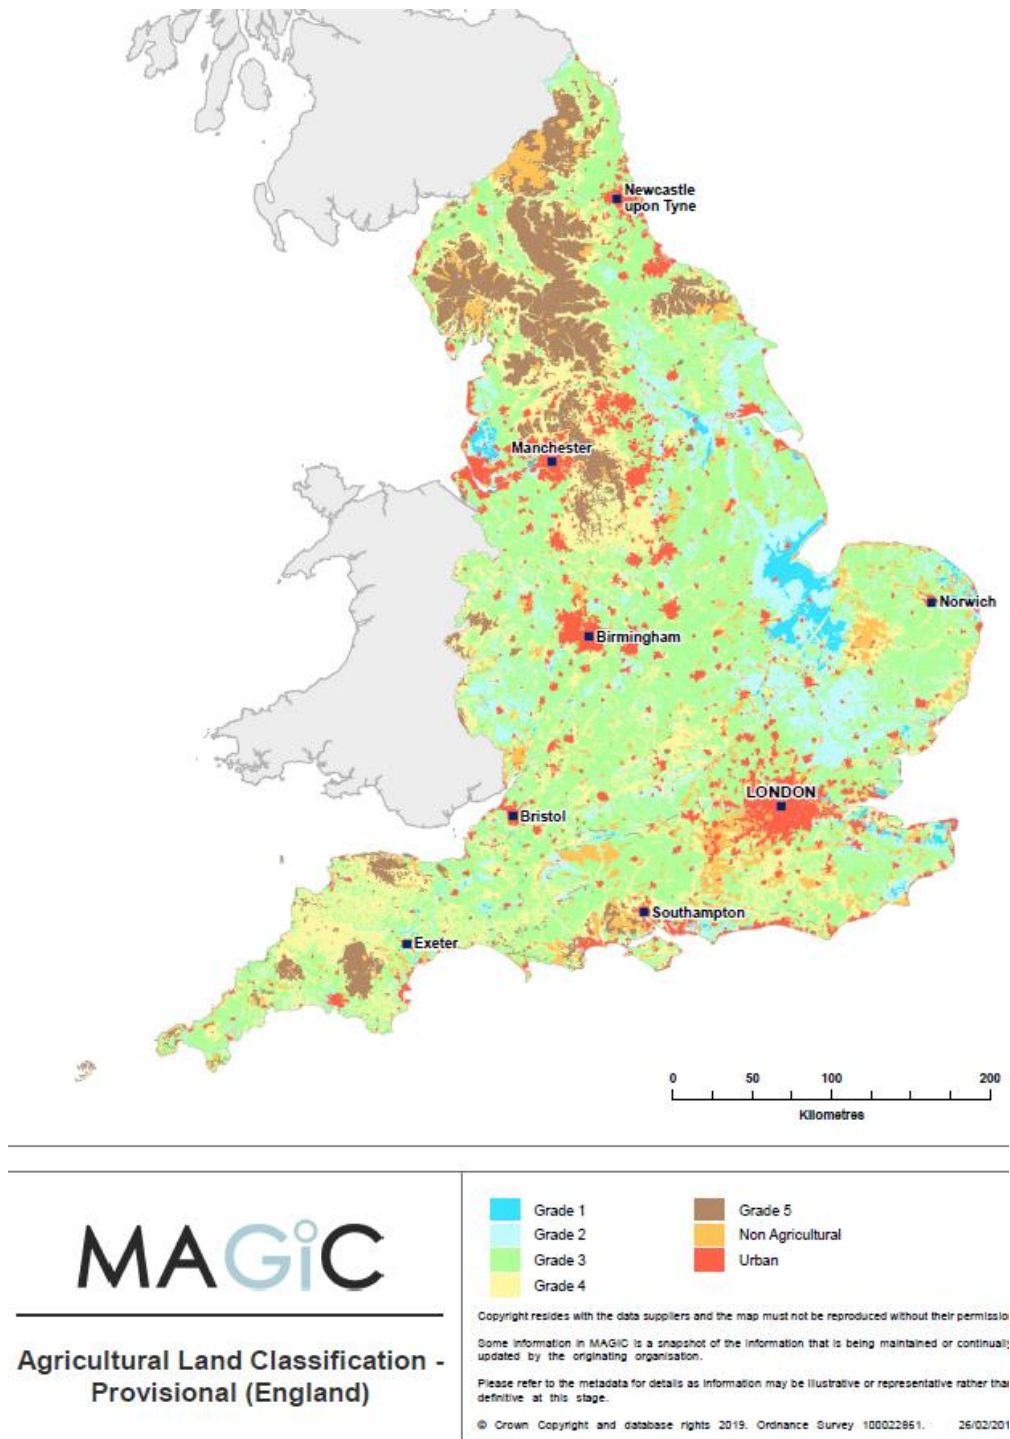 Newcastle
upon Tyne
Manchester
Norwich
Birmingham
LONDON
Bristol
Southampton
Exeter
0 50 100 200
Kilometres
MAGiC
Agricultural Land Classification -
Provisional (England)
Grade 1
Grade 2
Grade 3
Grade 4
Grade 5
Non Agricultural
Urban
Copyright resides with the data suppliers and the map must not be reproduced without their permissio
Some information in MAGIC is a snapshot of the information that is being maintained or continually
updated by the originating organisation.
Please refer to the metadata for details as information may be illustrative or representative rather than
definitive at this stage.
© Crown Copyright and database rights 2019. Ordnance Survey 100022861. 26/02/201